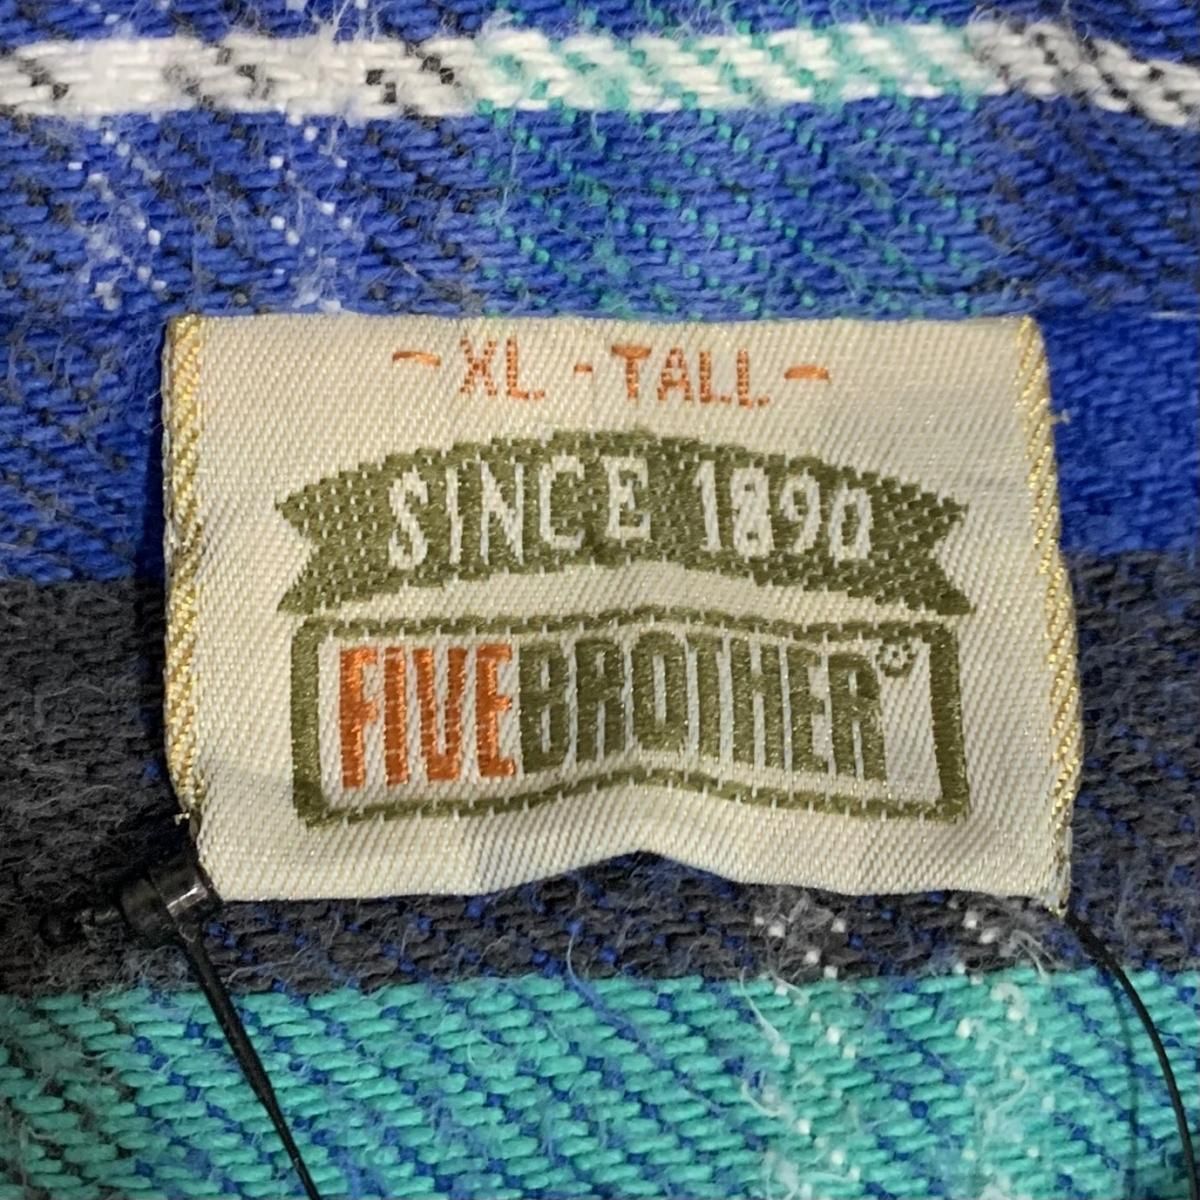 ~ XL - TALL ~
SINCE 1890
FIVEBROTHER®